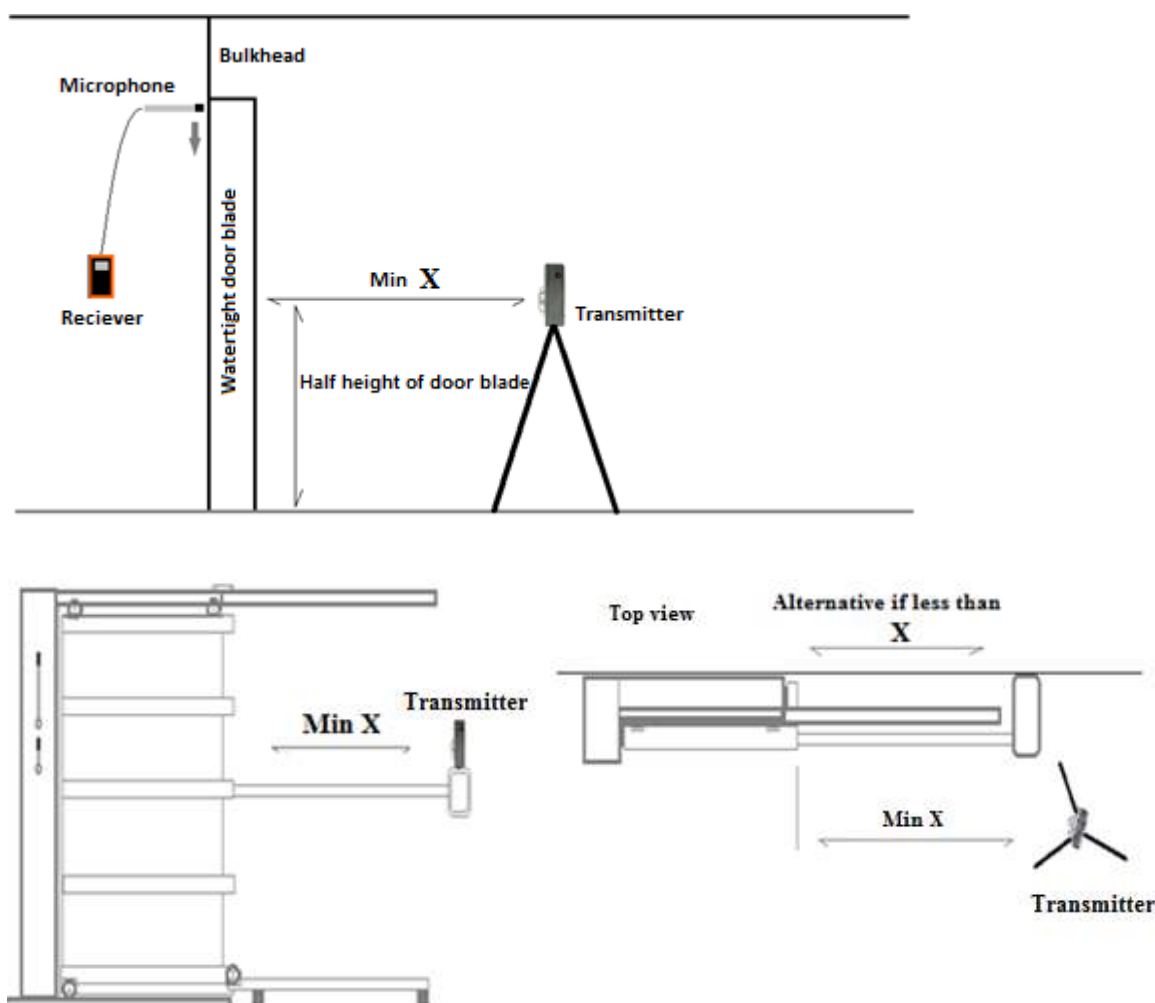 Bulkhead
Microphone
Watertight door blade
Min X
Reciever
Transmitter
Half height of door blade
Top view
Alternative if less than
X
Transmitter
Min X
Min X
Transmitter